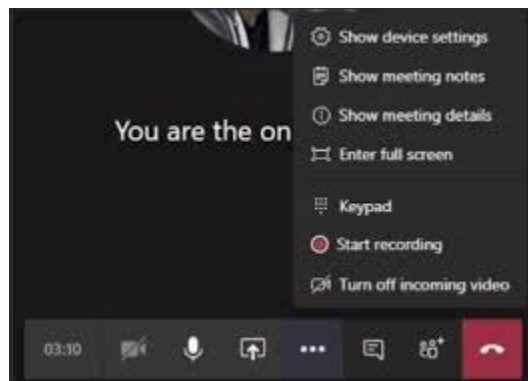 Show device settings
Show meeting notes
Show meeting details
You are the on
Enter full screen
Keypad
Start recording
Turn off incoming video
03:10